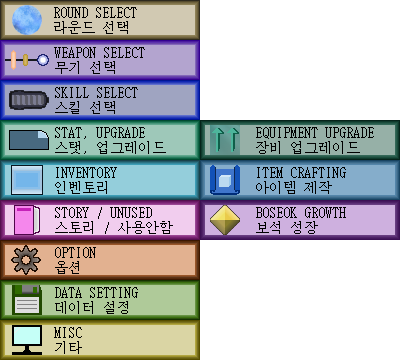 ROUND SELECT
라운드 선택
WEAPON SELECT
무기 선택
SKILL SELECT
스킬 선택
STAT, UPGRADE
스탯, 업그레이드
EQUIPMENT UPGRADE
장비 업그레이드
INVENTORY
인벤토리
ITEM CRAFTING
아이템 제작
STORY / UNUSED
스토리 / 사용안함
BOSEOK GROWTH
보석 성장
OPTION
옵션
DATA SETTING
데이터 설정
MISC
기타